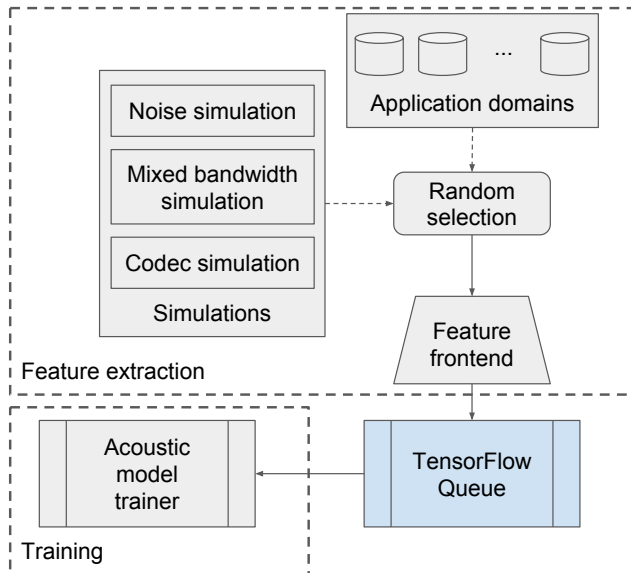 ...
Application domains
Noise simulation
Mixed bandwidth
simulation
Codec simulation
Simulations
Random
selection
Feature
frontend
Feature extraction
Acoustic
model
trainer
TensorFlow
Queue
Training